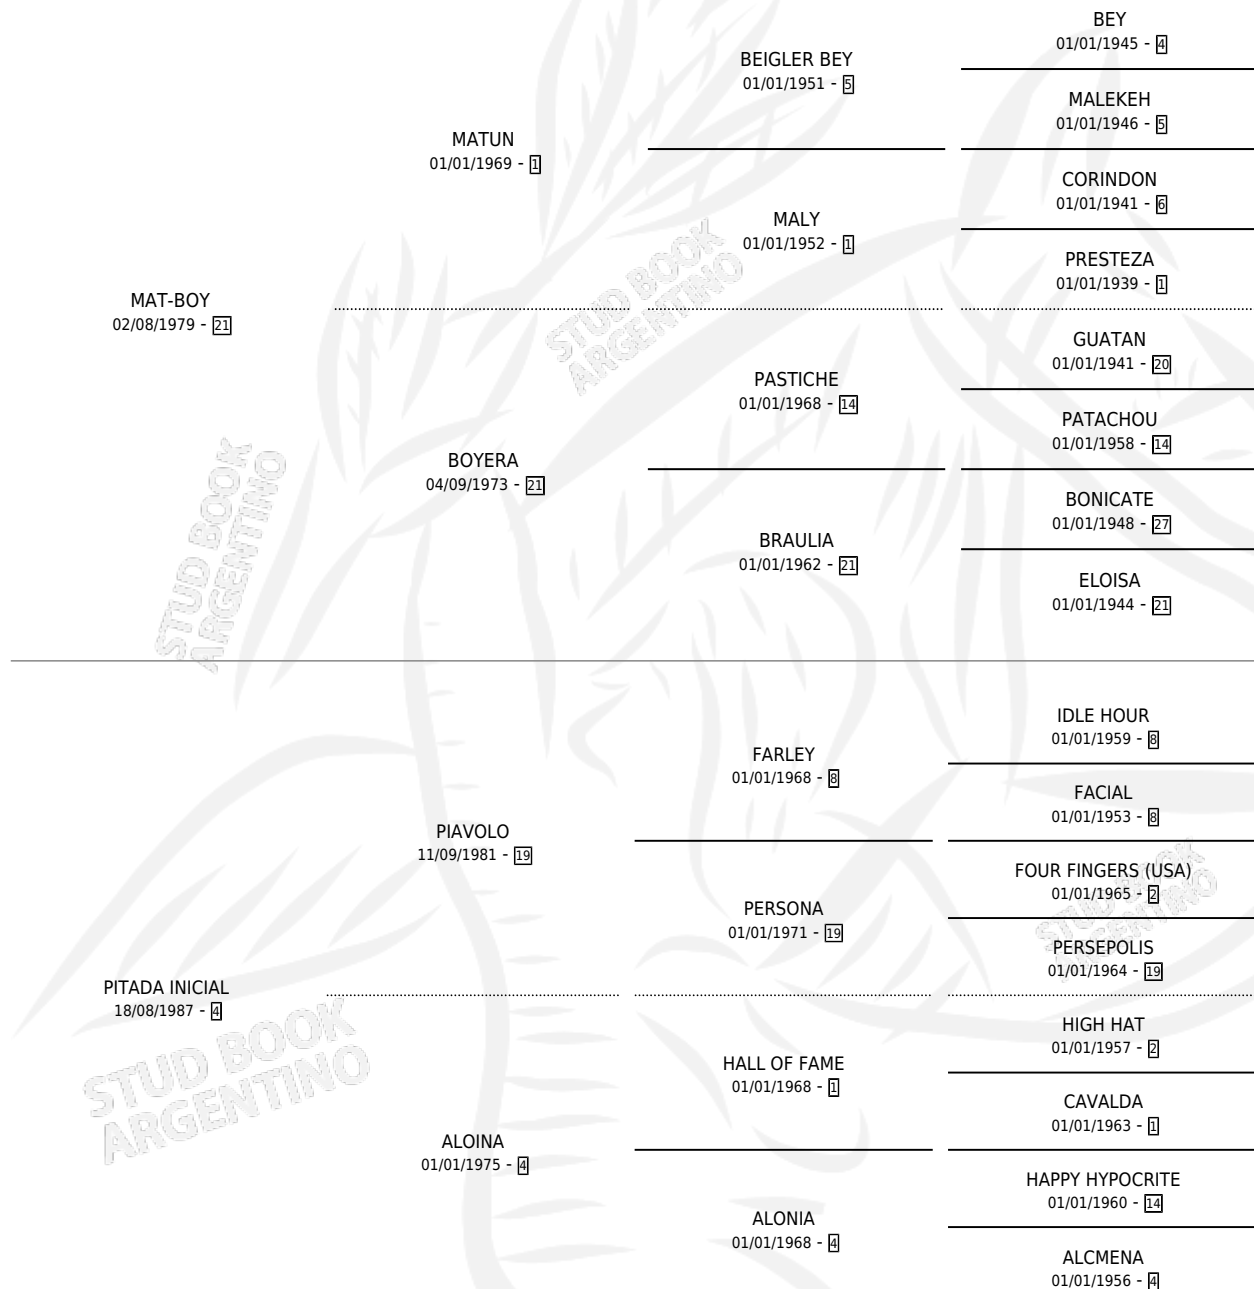 BEY
01/01/1945 - 4
BEIGLER BEY
01/01/1951 - 5
MALEKEH
01/01/1946 - 5
MATUN
01/01/1969 - 1
CORINDON
01/01/1941 - 6
MALY
01/01/1952 - 1
PRESTEZA
01/01/1939 - 1
MAT-BOY
02/08/1979 - 21
GUATAN
01/01/1941 - 20
PASTICHE
01/01/1968 - 14
PATACHOU
01/01/1958 - 14
BOYERA
04/09/1973 - 21
BONICATE
01/01/1948 - 27
BRAULIA
01/01/1962 - 21
ELOISA
01/01/1944 - 21
IDLE HOUR
01/01/1959 - 8
FARLEY
01/01/1968 - 8
FACIAL
01/01/1953 - 8
PIAVOLO
11/09/1981 - 19
FOUR FINGERS (USA)
01/01/1965 - 2
PERSONA
01/01/1971 - 19
PERSEPOLIS
01/01/1964 - 19
PITADA INICIAL
18/08/1987 - 4
HIGH HAT
01/01/1957 - 2
HALL OF FAME
01/01/1968 - 1
CAVALDA
01/01/1963 - 1
ALOINA
01/01/1975 - 4
HAPPY HYPOCRITE
01/01/1960 - 14
ALONIA
01/01/1968 - 4
ALCMENA
01/01/1956 - 4
STUD BOOK
ARGENTINO
STUD BOOK
ARGENTINO
STUD BOOK
ARGENTINO
STUD BOOK
ARGENTINO